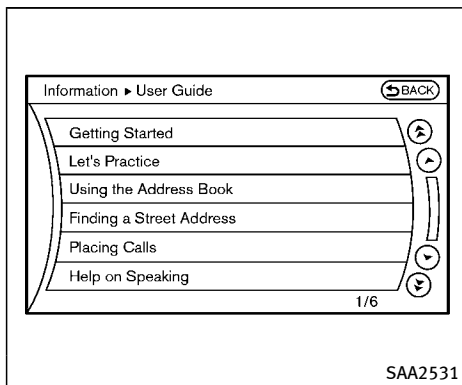 Information ▸ User Guide
BACK
Getting Started
Let's Practice
Using the Address Book
Finding a Street Address
Placing Calls
Help on Speaking
1/6
SAA2531